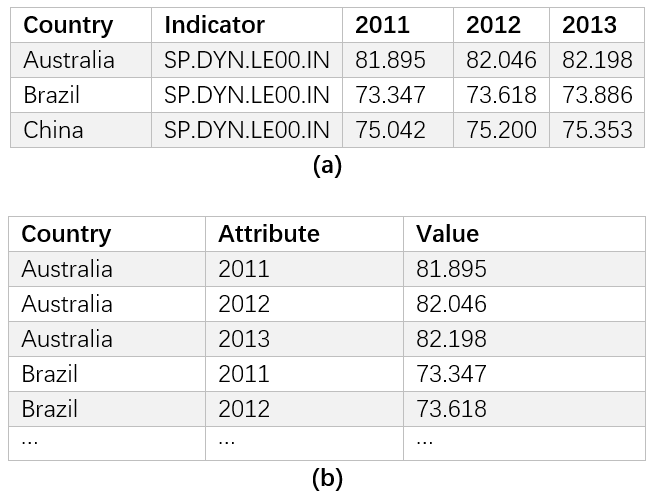 Country Indicator 2011 2012 2013
Australia SP.DYN.LE00.IN 81.895 82.046 82.198
Brazil SP.DYN.LE00.IN 73.347 73.618 73.886
China SP.DYN.LE00.IN 75.042 75.200 75.353
(a)
Country Attribute Value
Australia 2011 81.895
Australia 2012 82.046
Australia 2013 82.198
Brazil 2011 73.347
Brazil 2012 73.618
... ... ...
(b)